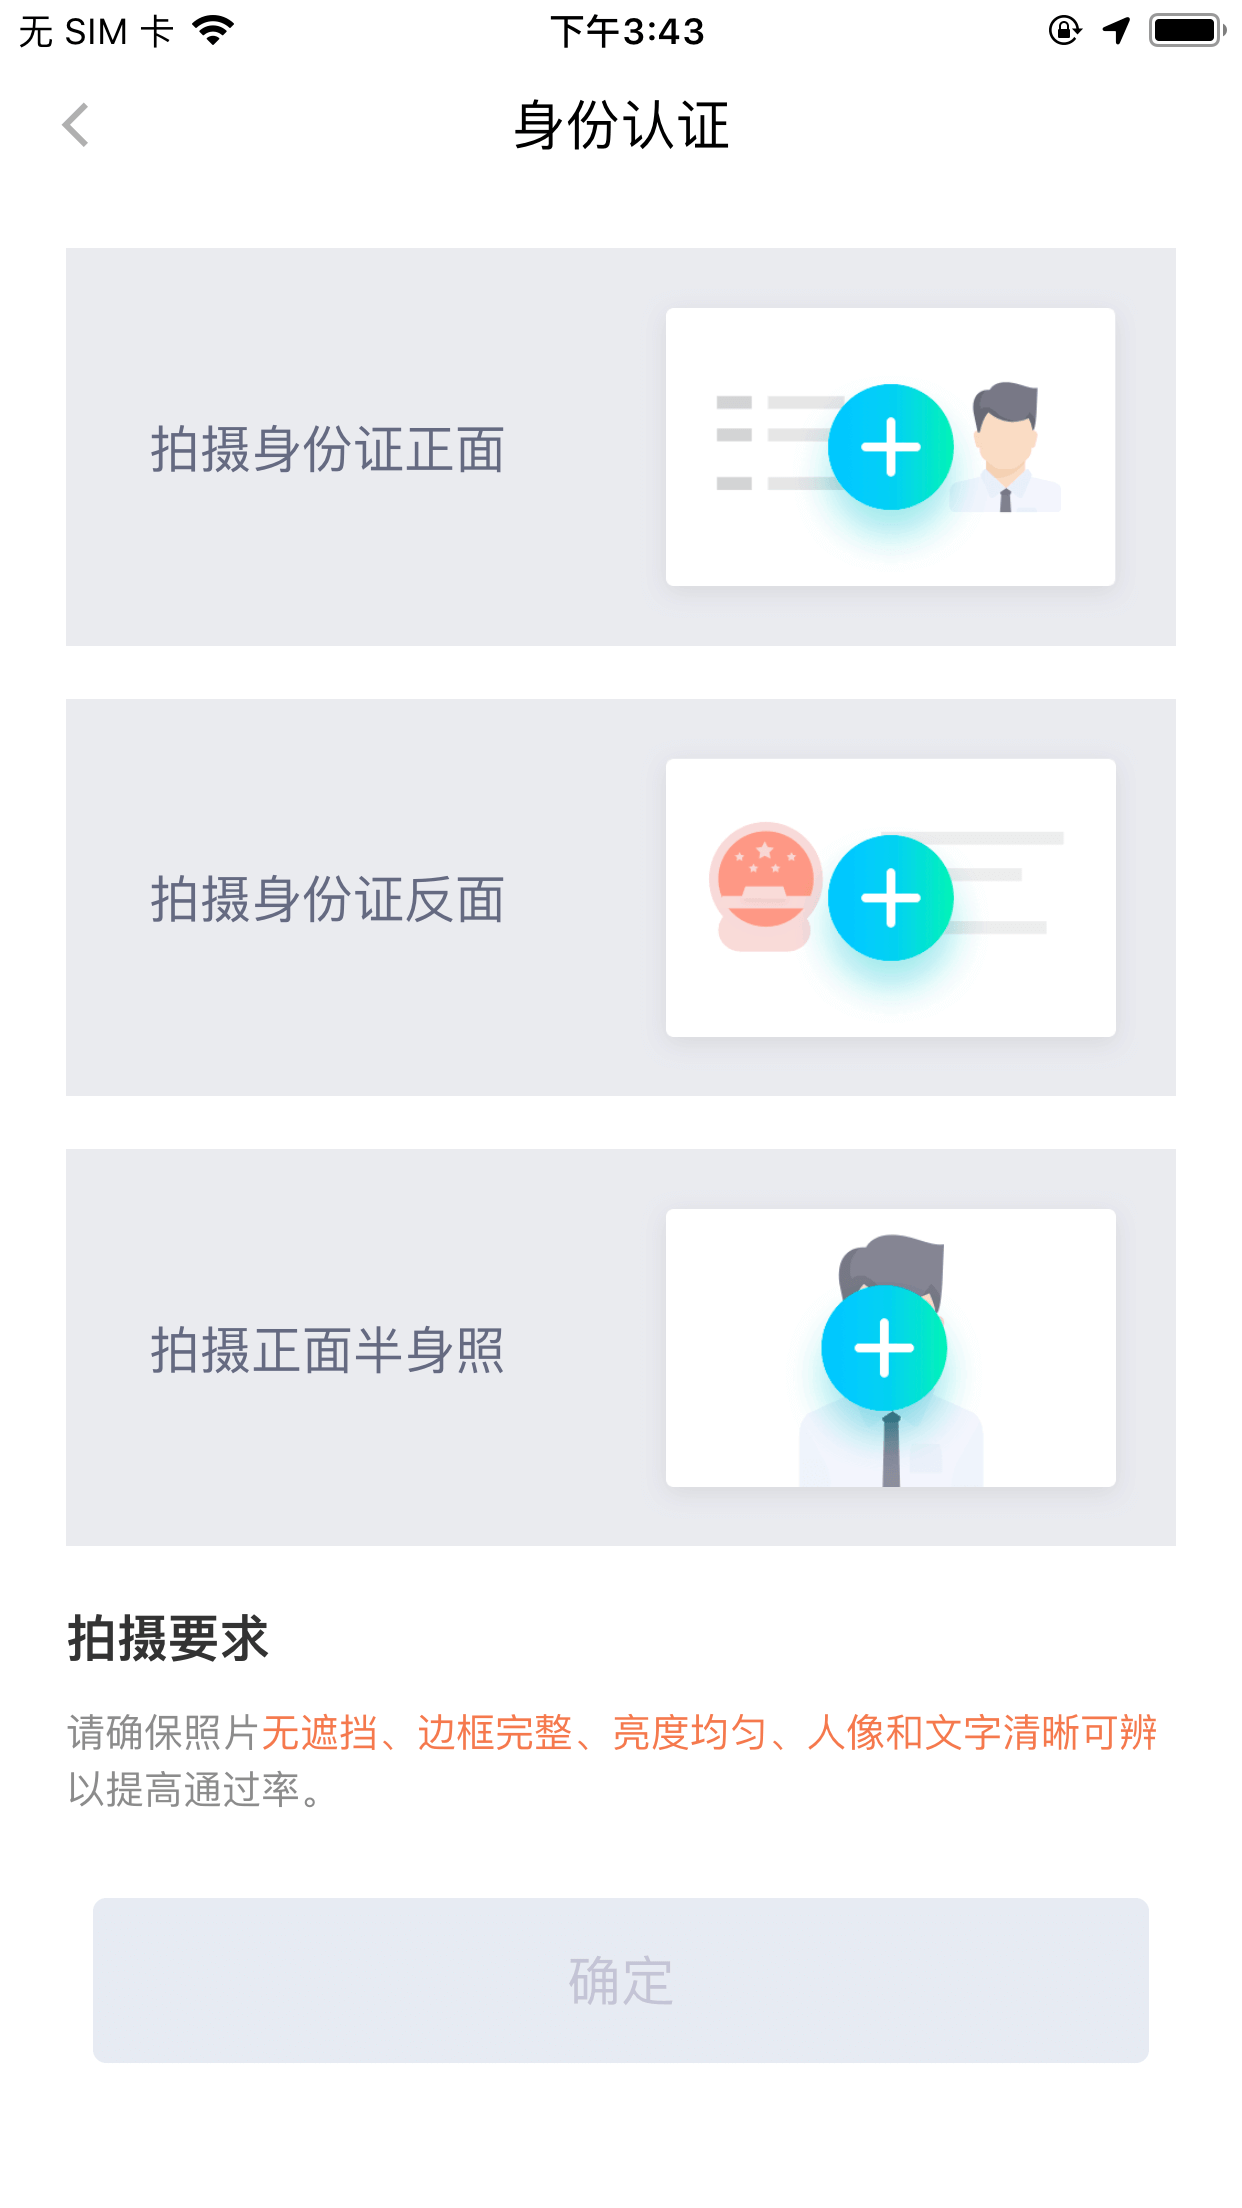 无 SIM 卡
下午3:43
身份认证
拍摄身份证正面
拍摄身份证反面
拍摄正面半身照
拍摄要求
请确保照片无遮挡、边框完整、亮度均匀、人像和文字清晰可辨
以提高通过率。
确定